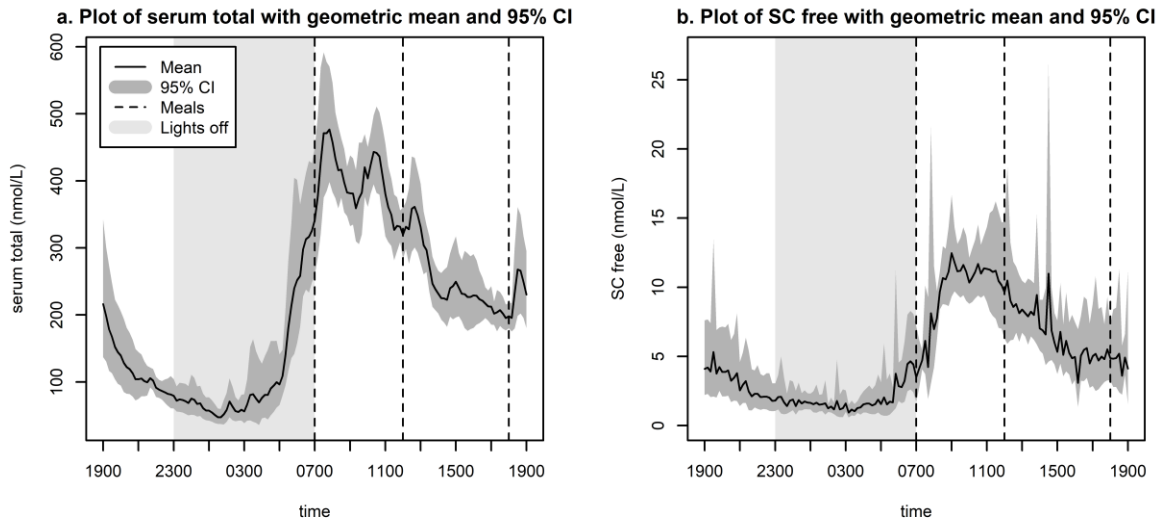 a. Plot of serum total with geometric mean and 95% CI
serum total (nmol/L)
600
500
400
300
200
100
Mean
95% CI
Meals
Lights off
1900 2300 0300 0700 1100 1500 1900
time
b. Plot of SC free with geometric mean and 95% CI
SC free (nmol/L)
25
20
15
10
5
0
1900 2300 0300 0700 1100 1500 1900
time